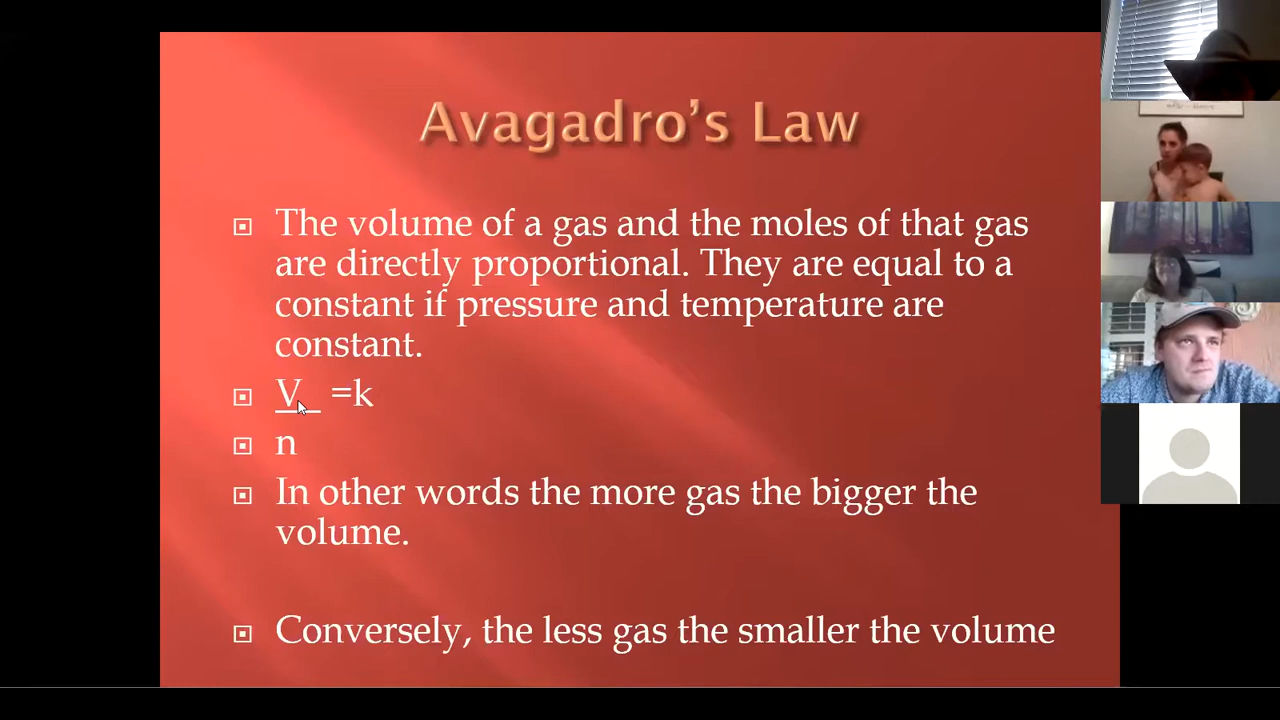 Avagadro's Law
The volume of a gas and the moles of that gas
are directly proportional. They are equal to a
constant if pressure and temperature are
constant.
V =k
n
In other words the more gas the bigger the
volume.
Conversely, the less gas the smaller the volume